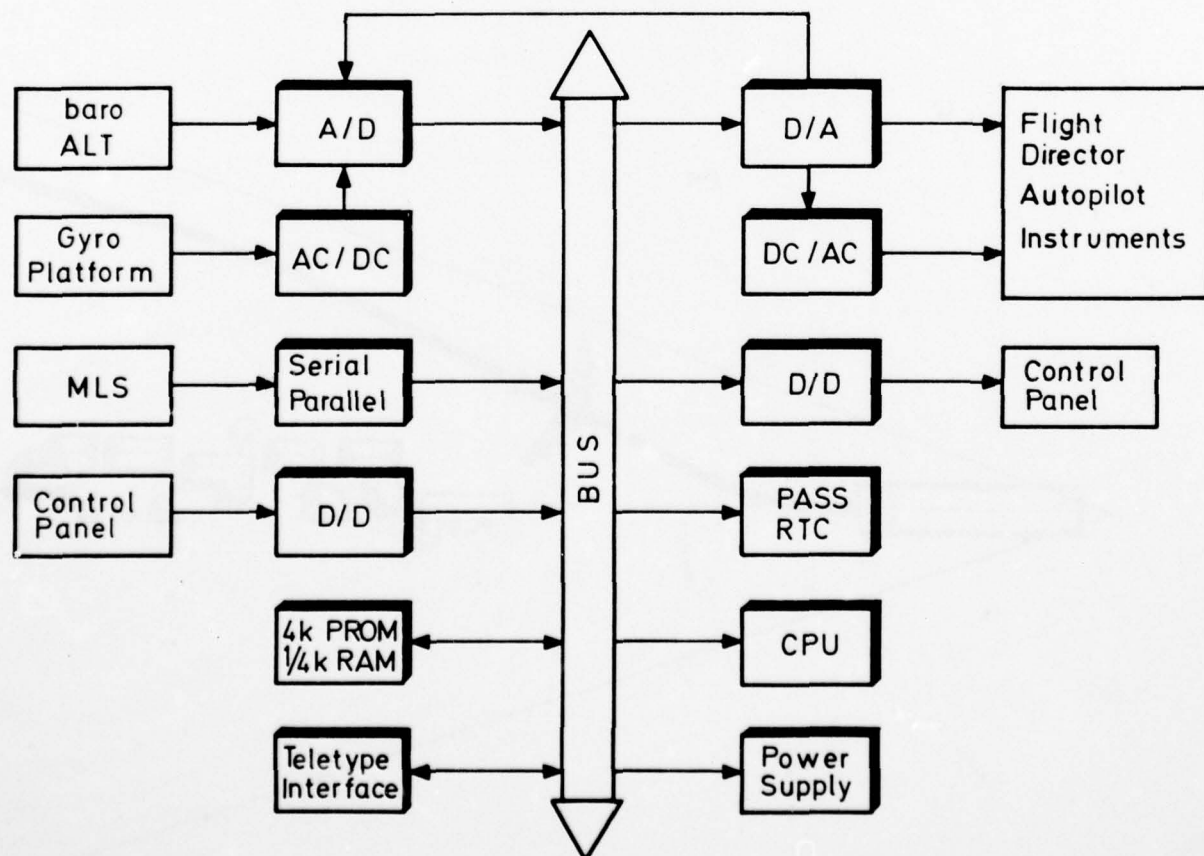 baro
ALT
A/D
D/A
Flight
Director
Autopilot
Instruments
Gyro
Platform
AC/DC
DC/AC
MLS
Serial
Parallel
D/D
Control
Panel
Control
Panel
D/D
BUS
PASS
RTC
4k PROM
1/4k RAM
CPU
Teletype
Interface
Power
Supply